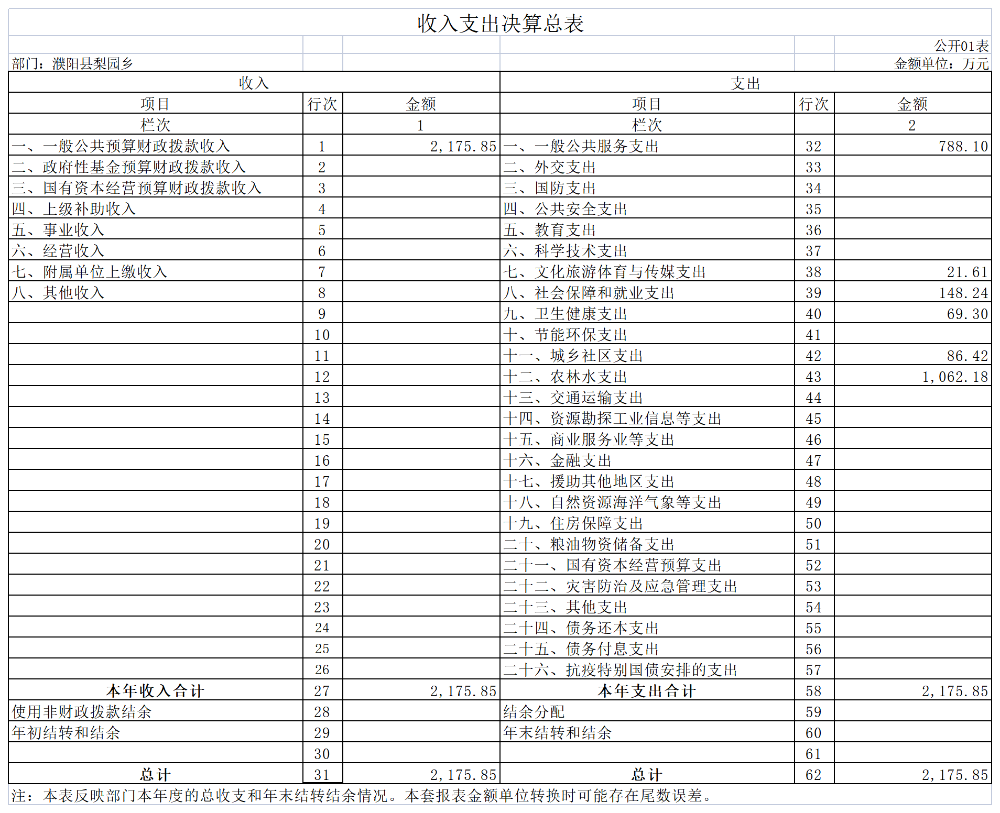 收入支出决算总表
公开01表
部门：濮阳县梨园乡 金额单位：万元
收入 支出
项目 行次 金额 项目 行次 金额
栏次 1 栏次 2
一、一般公共预算财政拨款收入 1 2,175.85 一、一般公共服务支出 32 788.10
二、政府性基金预算财政拨款收入 2 二、外交支出 33
三、国有资本经营预算财政拨款收入 3 三、国防支出 34
四、上级补助收入 4 四、公共安全支出 35
五、事业收入 5 五、教育支出 36
六、经营收入 6 六、科学技术支出 37
七、附属单位上缴收入 7 七、文化旅游体育与传媒支出 38 21.61
八、其他收入 8 八、社会保障和就业支出 39 148.24
9 九、卫生健康支出 40 69.30
10 十、节能环保支出 41
11 十一、城乡社区支出 42 86.42
12 十二、农林水支出 43 1,062.18
13 十三、交通运输支出 44
14 十四、资源勘探工业信息等支出 45
15 十五、商业服务业等支出 46
16 十六、金融支出 47
17 十七、援助其他地区支出 48
18 十八、自然资源海洋气象等支出 49
19 十九、住房保障支出 50
20 二十、粮油物资储备支出 51
21 二十一、国有资本经营预算支出 52
22 二十二、灾害防治及应急管理支出 53
23 二十三、其他支出 54
24 二十四、债务还本支出 55
25 二十五、债务付息支出 56
26 二十六、抗疫特别国债安排的支出 57
本年收入合计 27 2,175.85 本年支出合计 58 2,175.85
使用非财政拨款结余 28 结余分配 59
年初结转和结余 29 年末结转和结余 60
30 61
总计 31 2,175.85 总计 62 2,175.85
注：本表反映部门本年度的总收支和年末结转结余情况。本套报表金额单位转换时可能存在尾数误差。